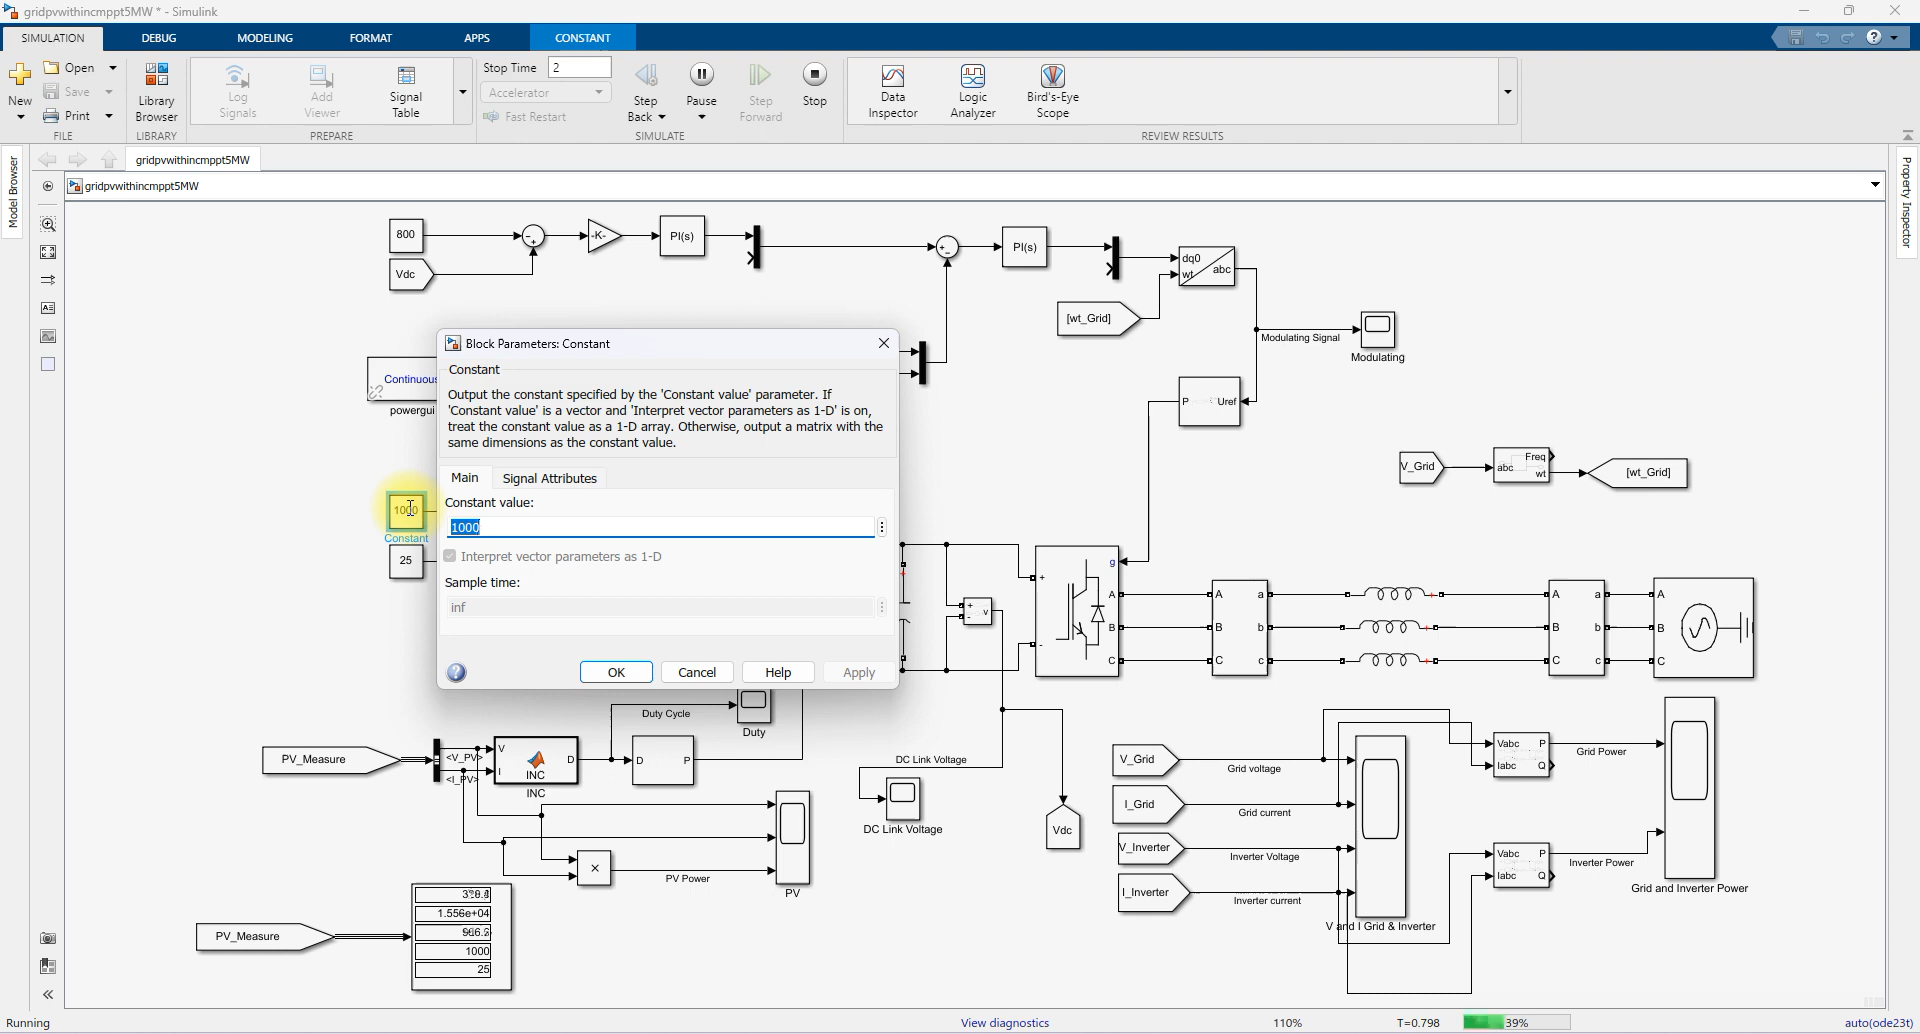 gridpvwithincmppt5MW * - Simulink
SIMULATION
DEBUG
MODELING
FORMAT
APPS
CONSTANT
New
Open
Save
Print
FILE
Library
Browser
LIBRARY
Log
Signals
Add
Viewer
Signal
Table
PREPARE
Stop Time 2
Accelerator
Fast Restart
Step
Back
Pause
Step
Forward
Stop
SIMULATE
Data
Inspector
Logic
Analyzer
Bird's-Eye
Scope
REVIEW RESULTS
Model Browser
Property Inspector
gridpvwithincmppt5MW
gridpvwithincmppt5MW
800
Vdc
-K-
PI(s)
PI(s)
dq0
wt
abc
[wt_Grid]
Modulating Signal
Modulating
Continuous
powergui
P
Uref
V_Grid
abc
Freq
wt
[wt_Grid]
Block Parameters: Constant
Constant
Output the constant specified by the 'Constant value' parameter. If
'Constant value' is a vector and 'Interpret vector parameters as 1-D' is on,
treat the constant value as a 1-D array. Otherwise, output a matrix with the
same dimensions as the constant value.
Main
Signal Attributes
Constant value:
1000
Interpret vector parameters as 1-D
Sample time:
inf
OK
Cancel
Help
Apply
1000
Constant
25
v
g
A
B
C
A
B
C
a
b
c
A
B
C
a
b
c
A
B
C
Duty Cycle
Duty
PV_Measure
<V_PV>
<I_PV>
V
I
INC
D
INC
D
P
PV Power
PV
DC Link Voltage
DC Link Voltage
Vdc
V_Grid
Grid voltage
I_Grid
Grid current
V_Inverter
Inverter Voltage
I_Inverter
Inverter current
V and I Grid & Inverter
Vabc
Iabc
P
Q
Grid Power
Vabc
Iabc
P
Q
Inverter Power
Grid and Inverter Power
PV_Measure
1.556e+04
1000
25
Running
View diagnostics
110%
T=0.798
39%
auto(ode23t)